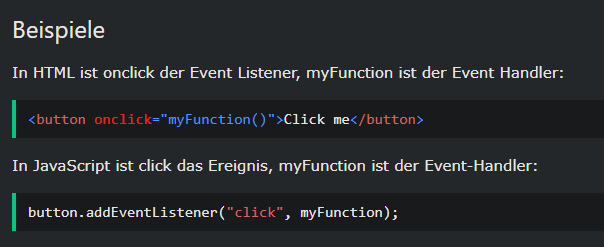 Beispiele
In HTML ist onclick der Event Listener, myFunction ist der Event Handler:
<button onclick="myFunction()">Click me</button>
In JavaScript ist click das Ereignis, myFunction ist der Event-Handler:
button.addEventListener("click", myFunction);